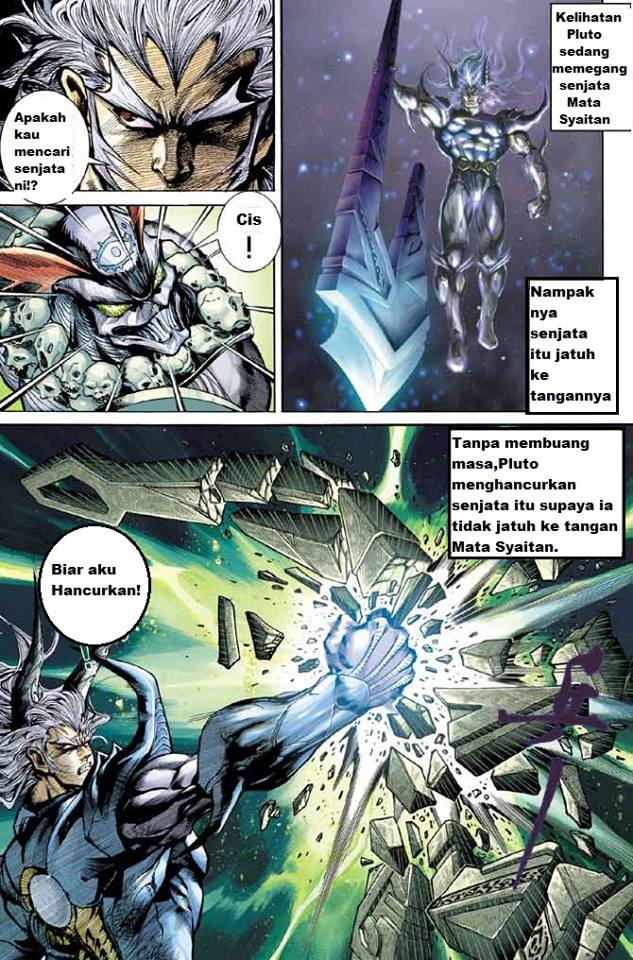 Apakah
kau
mencari
senjata
ni!?
Kelihatan
Pluto
sedang
memegang
senjata
Mata
Syaitan
Cis
!
Nampak
nya
senjata
itu jatuh
ke
tangannya
Tanpa membuang
masa,Pluto
menghancurkan
senjata itu supaya ia
tidak jatuh ke tangan
Mata Syaitan.
Biar aku
Hancurkan!